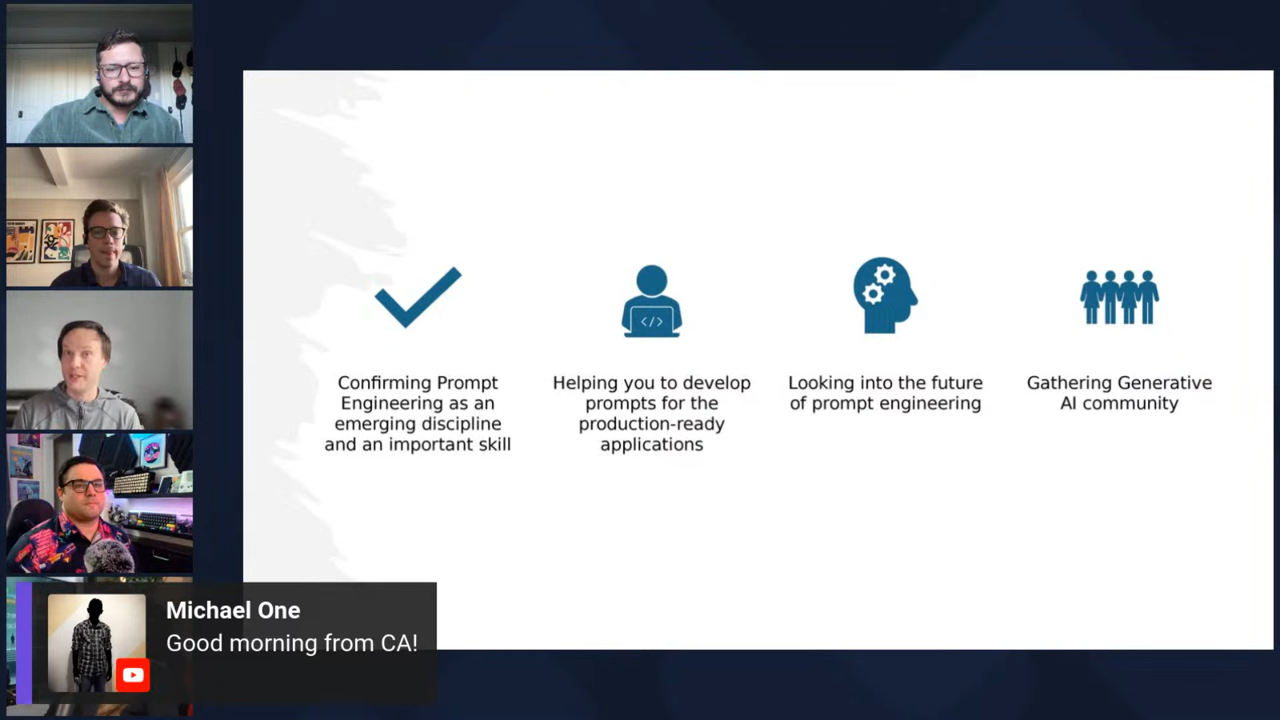 Confirming Prompt
Engineering as an
emerging discipline
and an important skill
Helping you to develop
prompts for the
production-ready
applications
</>
Looking into the future
of prompt engineering
Gathering Generative
AI community
Michael One
Good morning from CA!